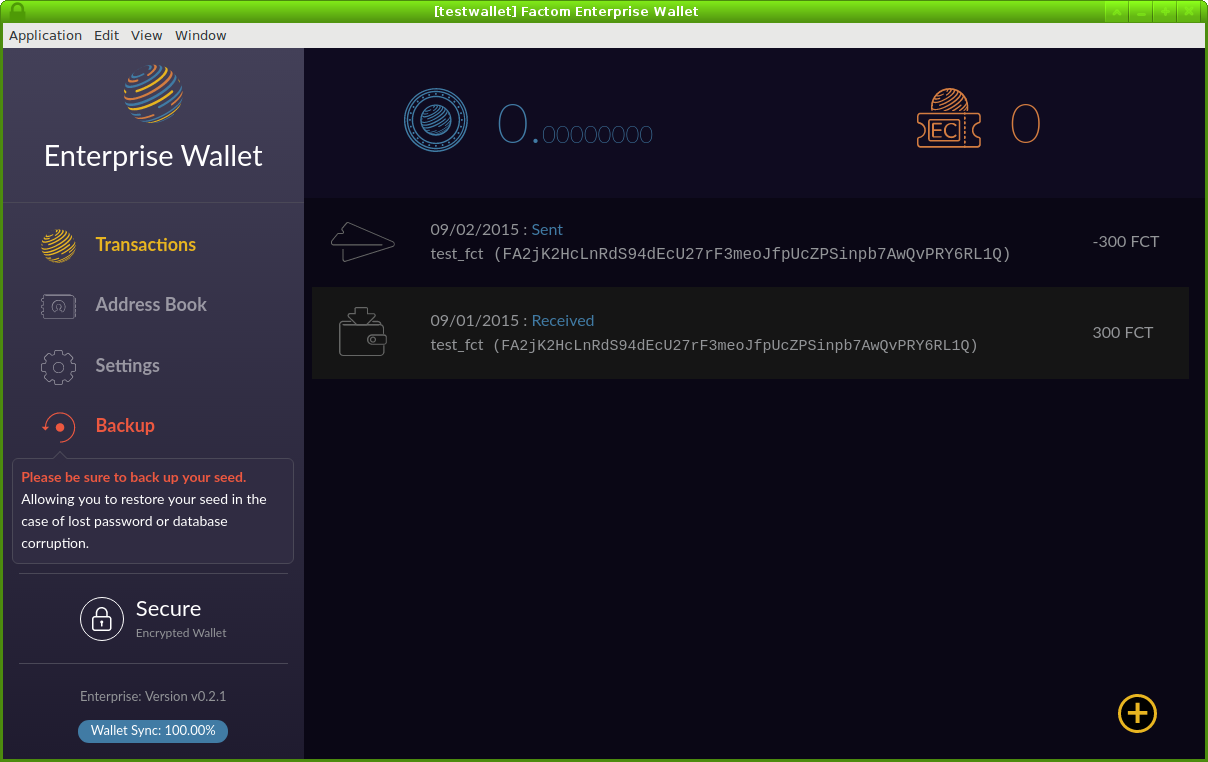 [testwallet] Factom Enterprise Wallet
Application Edit View Window
Enterprise Wallet
0.00000000
EC 0
Transactions
Address Book
Settings
Backup
Please be sure to back up your seed.
Allowing you to restore your seed in the
case of lost password or database
corruption.
Secure
Encrypted Wallet
Enterprise: Version v0.2.1
Wallet Sync: 100.00%
09/02/2015 : Sent
test_fct (FA2jK2HcLnRdS94dEcU27rF3meoJfpUcZPSinpb7AwQvPRY6RL1Q)
-300 FCT
09/01/2015 : Received
test_fct (FA2jK2HcLnRdS94dEcU27rF3meoJfpUcZPSinpb7AwQvPRY6RL1Q)
300 FCT